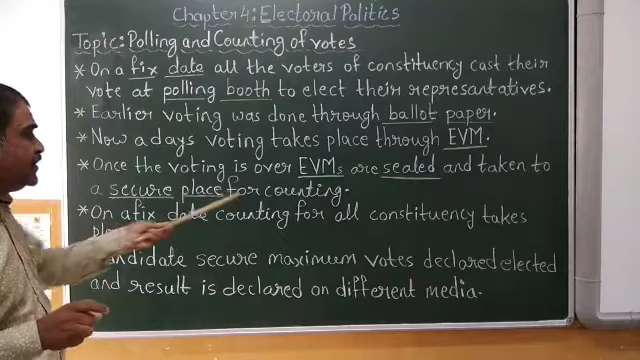 Chapter 4: Electoral Politics
Topic: Polling and Counting of votes
* On a fix date all the voters of constituency cast their
vote at polling booth to elect their represantatives.
* Earlier voting was done through ballot paper.
* Now a days voting takes place through EVM.
* Once the voting is over EVMs are sealed and taken to
a secure place for counting.
* On a fix date counting for all constituency takes
andidate secure maximum votes declared elected
and result is declared on different media.